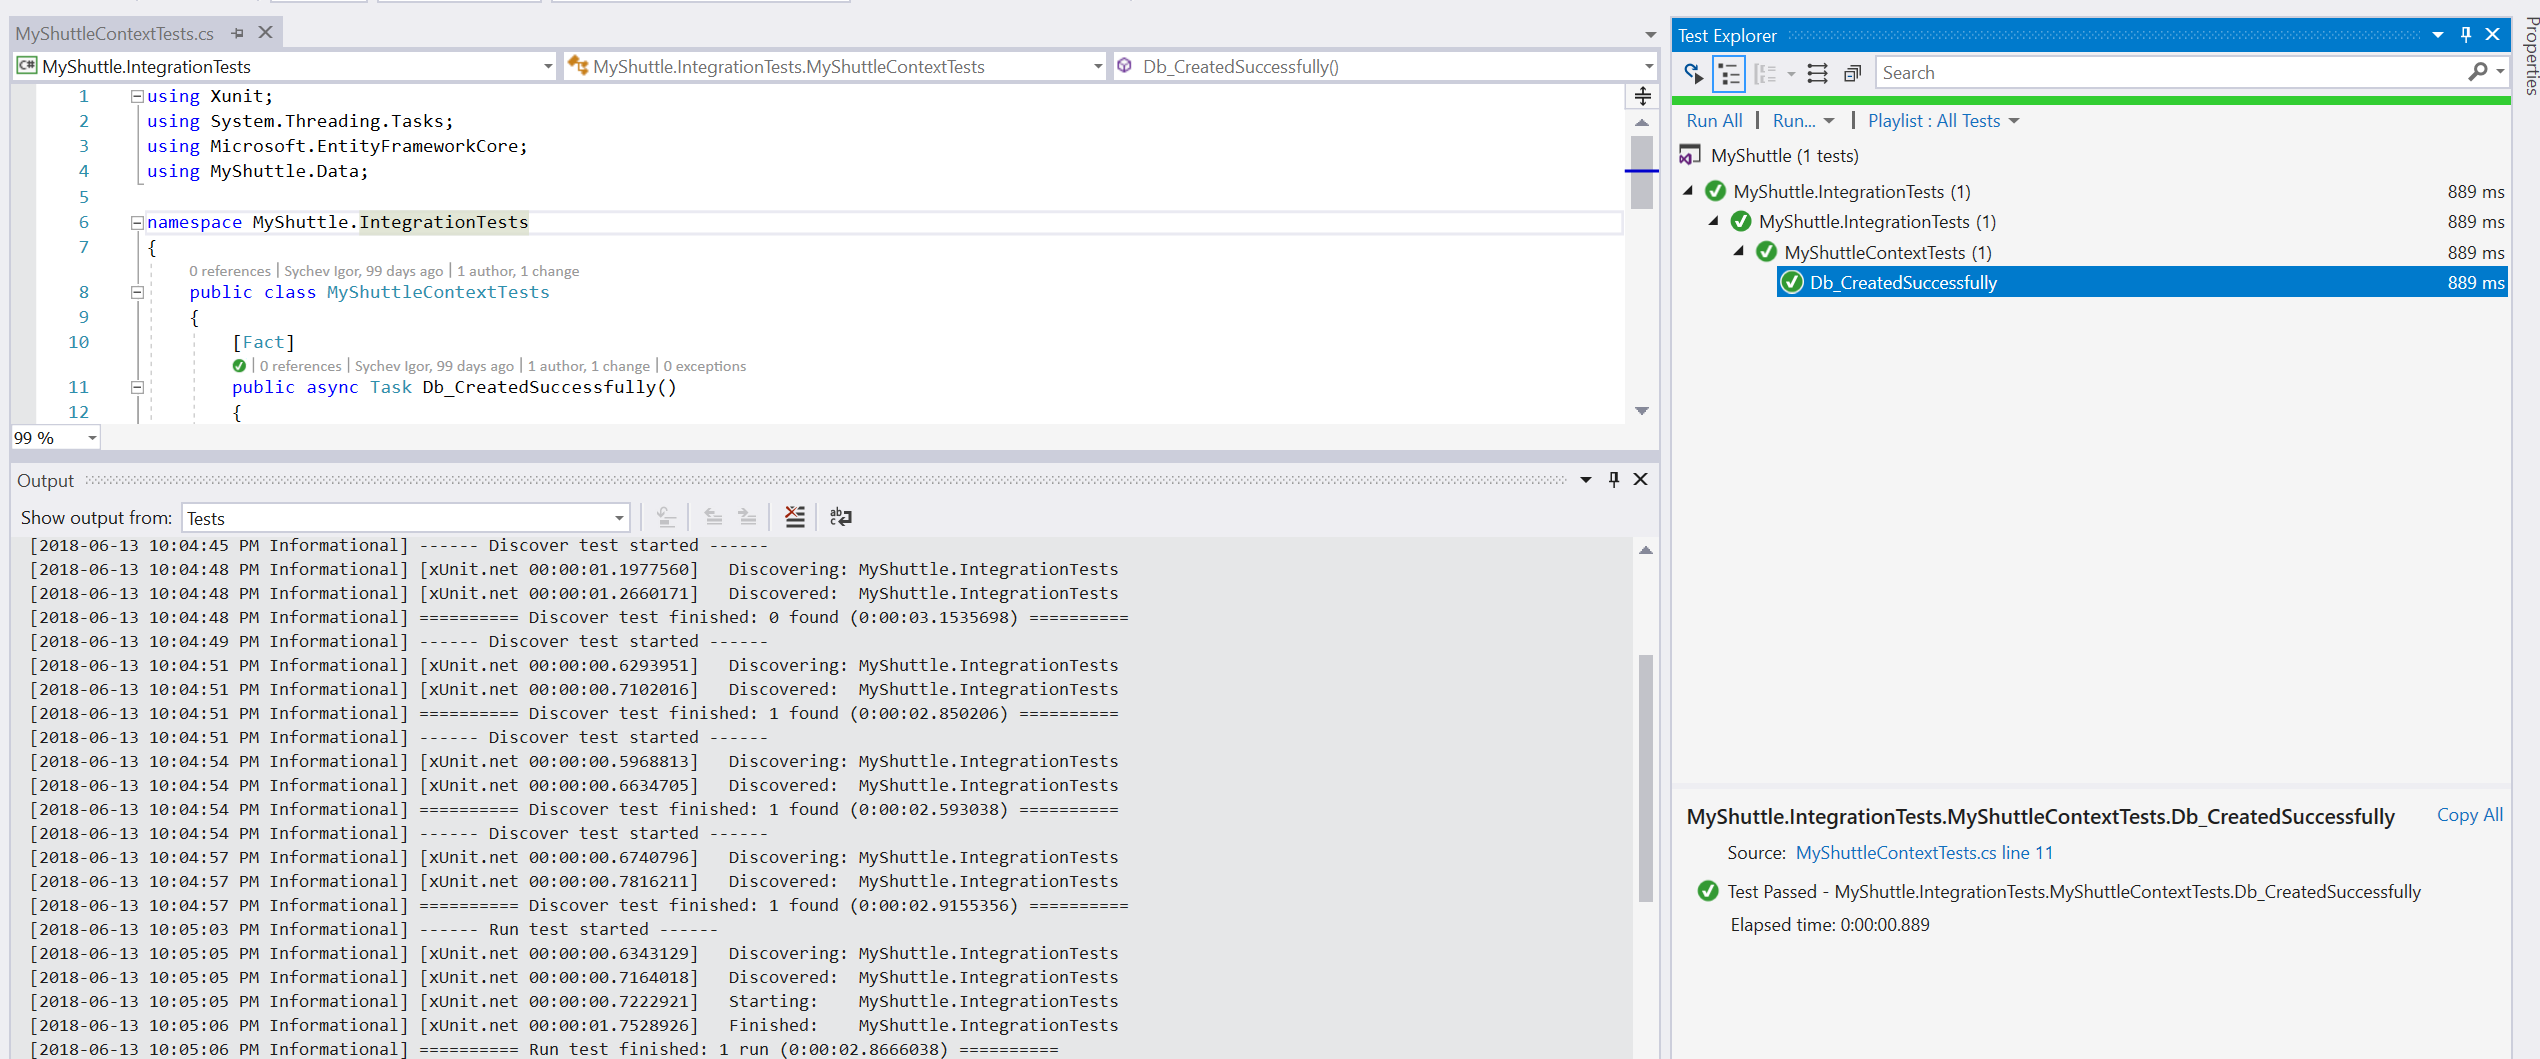 MyShuttleContextTests.cs
MyShuttle.IntegrationTests
MyShuttle.IntegrationTests.MyShuttleContextTests
Db_CreatedSuccessfully()
1 using Xunit;
2 using System.Threading.Tasks;
3 using Microsoft.EntityFrameworkCore;
4 using MyShuttle.Data;
5
6 namespace MyShuttle.IntegrationTests
7 {
0 references | Sychev Igor, 99 days ago | 1 author, 1 change
8 public class MyShuttleContextTests
9 {
10 [Fact]
| 0 references | Sychev Igor, 99 days ago | 1 author, 1 change | 0 exceptions
11 public async Task Db_CreatedSuccessfully()
12 {
99 %
Output
Show output from: Tests
[2018-06-13 10:04:45 PM Informational] ------ Discover test started ------
[2018-06-13 10:04:48 PM Informational] [xUnit.net 00:00:01.1977560]   Discovering: MyShuttle.IntegrationTests
[2018-06-13 10:04:48 PM Informational] [xUnit.net 00:00:01.2660171]   Discovered:  MyShuttle.IntegrationTests
[2018-06-13 10:04:48 PM Informational] ========== Discover test finished: 0 found (0:00:03.1535698) ==========
[2018-06-13 10:04:49 PM Informational] ------ Discover test started ------
[2018-06-13 10:04:51 PM Informational] [xUnit.net 00:00:00.6293951]   Discovering: MyShuttle.IntegrationTests
[2018-06-13 10:04:51 PM Informational] [xUnit.net 00:00:00.7102016]   Discovered:  MyShuttle.IntegrationTests
[2018-06-13 10:04:51 PM Informational] ========== Discover test finished: 1 found (0:00:02.850206) ==========
[2018-06-13 10:04:51 PM Informational] ------ Discover test started ------
[2018-06-13 10:04:54 PM Informational] [xUnit.net 00:00:00.5968813]   Discovering: MyShuttle.IntegrationTests
[2018-06-13 10:04:54 PM Informational] [xUnit.net 00:00:00.6634705]   Discovered:  MyShuttle.IntegrationTests
[2018-06-13 10:04:54 PM Informational] ========== Discover test finished: 1 found (0:00:02.593038) ==========
[2018-06-13 10:04:54 PM Informational] ------ Discover test started ------
[2018-06-13 10:04:57 PM Informational] [xUnit.net 00:00:00.6740796]   Discovering: MyShuttle.IntegrationTests
[2018-06-13 10:04:57 PM Informational] [xUnit.net 00:00:00.7816211]   Discovered:  MyShuttle.IntegrationTests
[2018-06-13 10:04:57 PM Informational] ========== Discover test finished: 1 found (0:00:02.9155356) ==========
[2018-06-13 10:05:03 PM Informational] ------ Run test started ------
[2018-06-13 10:05:05 PM Informational] [xUnit.net 00:00:00.6343129]   Discovering: MyShuttle.IntegrationTests
[2018-06-13 10:05:05 PM Informational] [xUnit.net 00:00:00.7164018]   Discovered:  MyShuttle.IntegrationTests
[2018-06-13 10:05:05 PM Informational] [xUnit.net 00:00:00.7222921]   Starting:    MyShuttle.IntegrationTests
[2018-06-13 10:05:06 PM Informational] [xUnit.net 00:00:01.7528926]   Finished:    MyShuttle.IntegrationTests
[2018-06-13 10:05:06 PM Informational] ========== Run test finished: 1 run (0:00:02.8666038) ==========
Test Explorer
Search
Run All | Run... | Playlist : All Tests
MyShuttle (1 tests)
MyShuttle.IntegrationTests (1) 889 ms
MyShuttle.IntegrationTests (1) 889 ms
MyShuttleContextTests (1) 889 ms
Db_CreatedSuccessfully 889 ms
MyShuttle.IntegrationTests.MyShuttleContextTests.Db_CreatedSuccessfully Copy All
Source: MyShuttleContextTests.cs line 11
Test Passed - MyShuttle.IntegrationTests.MyShuttleContextTests.Db_CreatedSuccessfully
Elapsed time: 0:00:00.889
Properties